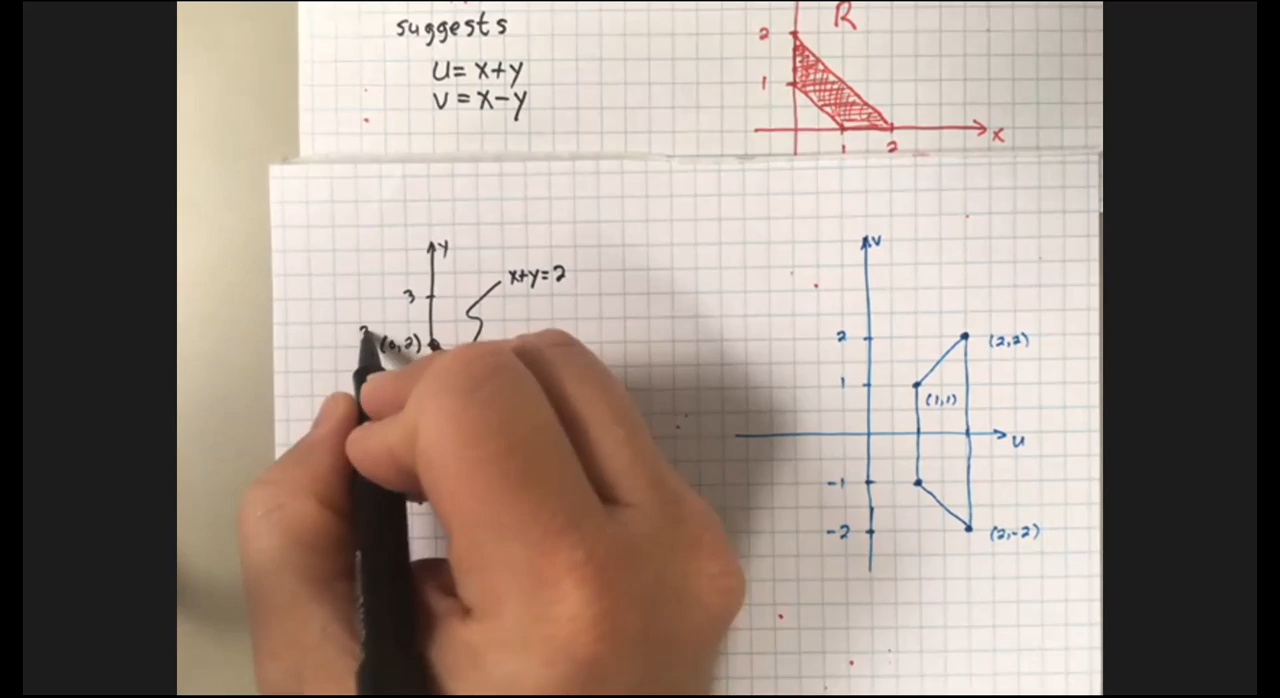 suggests
u = x+y
v = x-y
R
2
1
x
1
2
y
3
x+y=2
(0,2)
v
2
(2,2)
1
(1,1)
u
-1
-2
(2,-2)